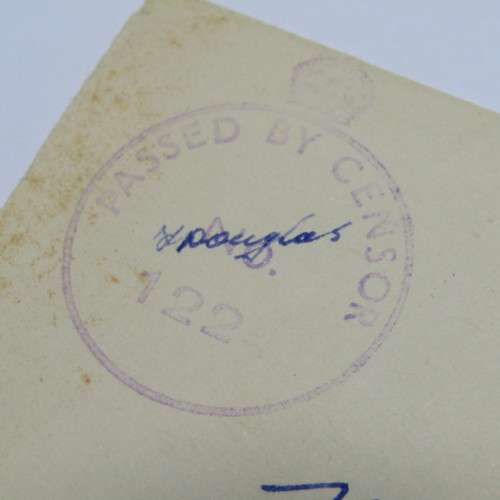 PASSED BY CENSOR
Douglas
A.D.
122